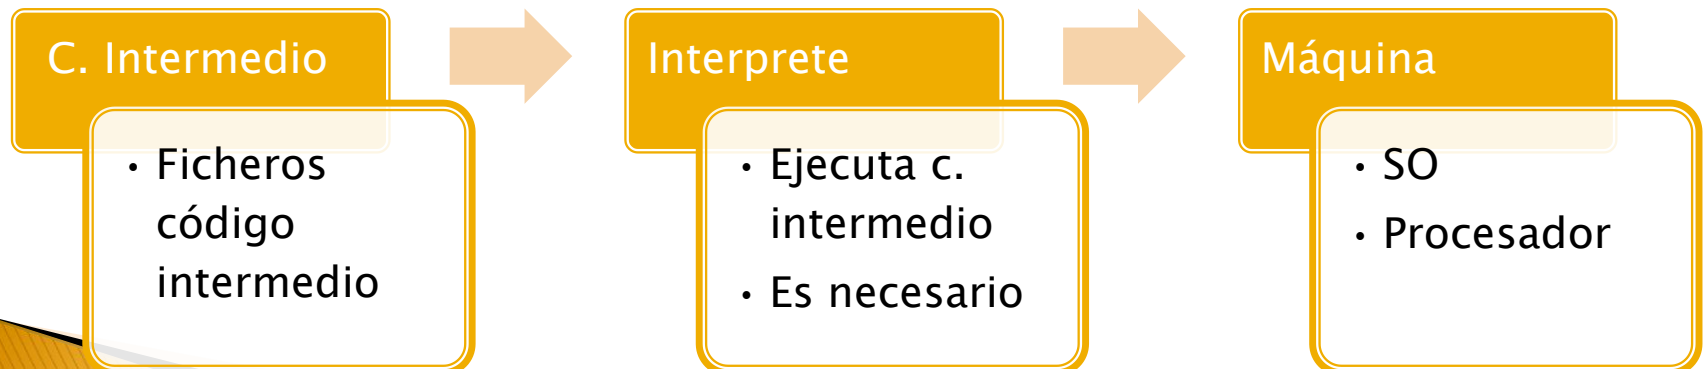 C. Intermedio
• Ficheros
código
intermedio
Interprete
• Ejecuta c.
intermedio
• Es necesario
Máquina
• SO
• Procesador